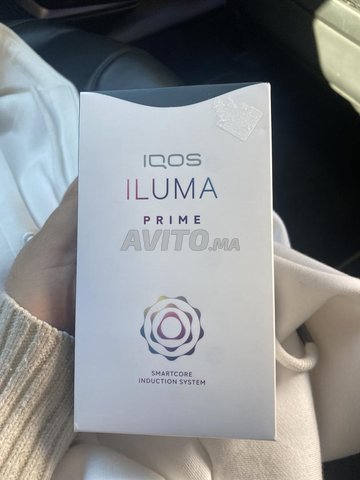 IQOS
ILUMA
PRIME
AVITO.ma
SMARTCORE
INDUCTION SYSTEM